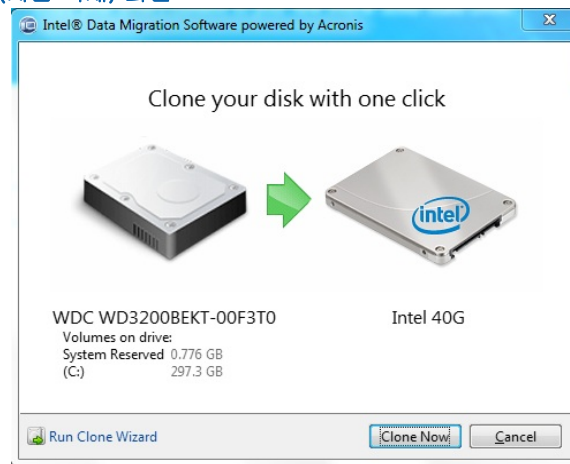 Intel® Data Migration Software powered by Acronis
Clone your disk with one click
intel
WDC WD3200BEKT-00F3T0
Intel 40G
Volumes on drive:
System Reserved 0.776 GB
(C:) 297.3 GB
Run Clone Wizard
Clone Now
Cancel